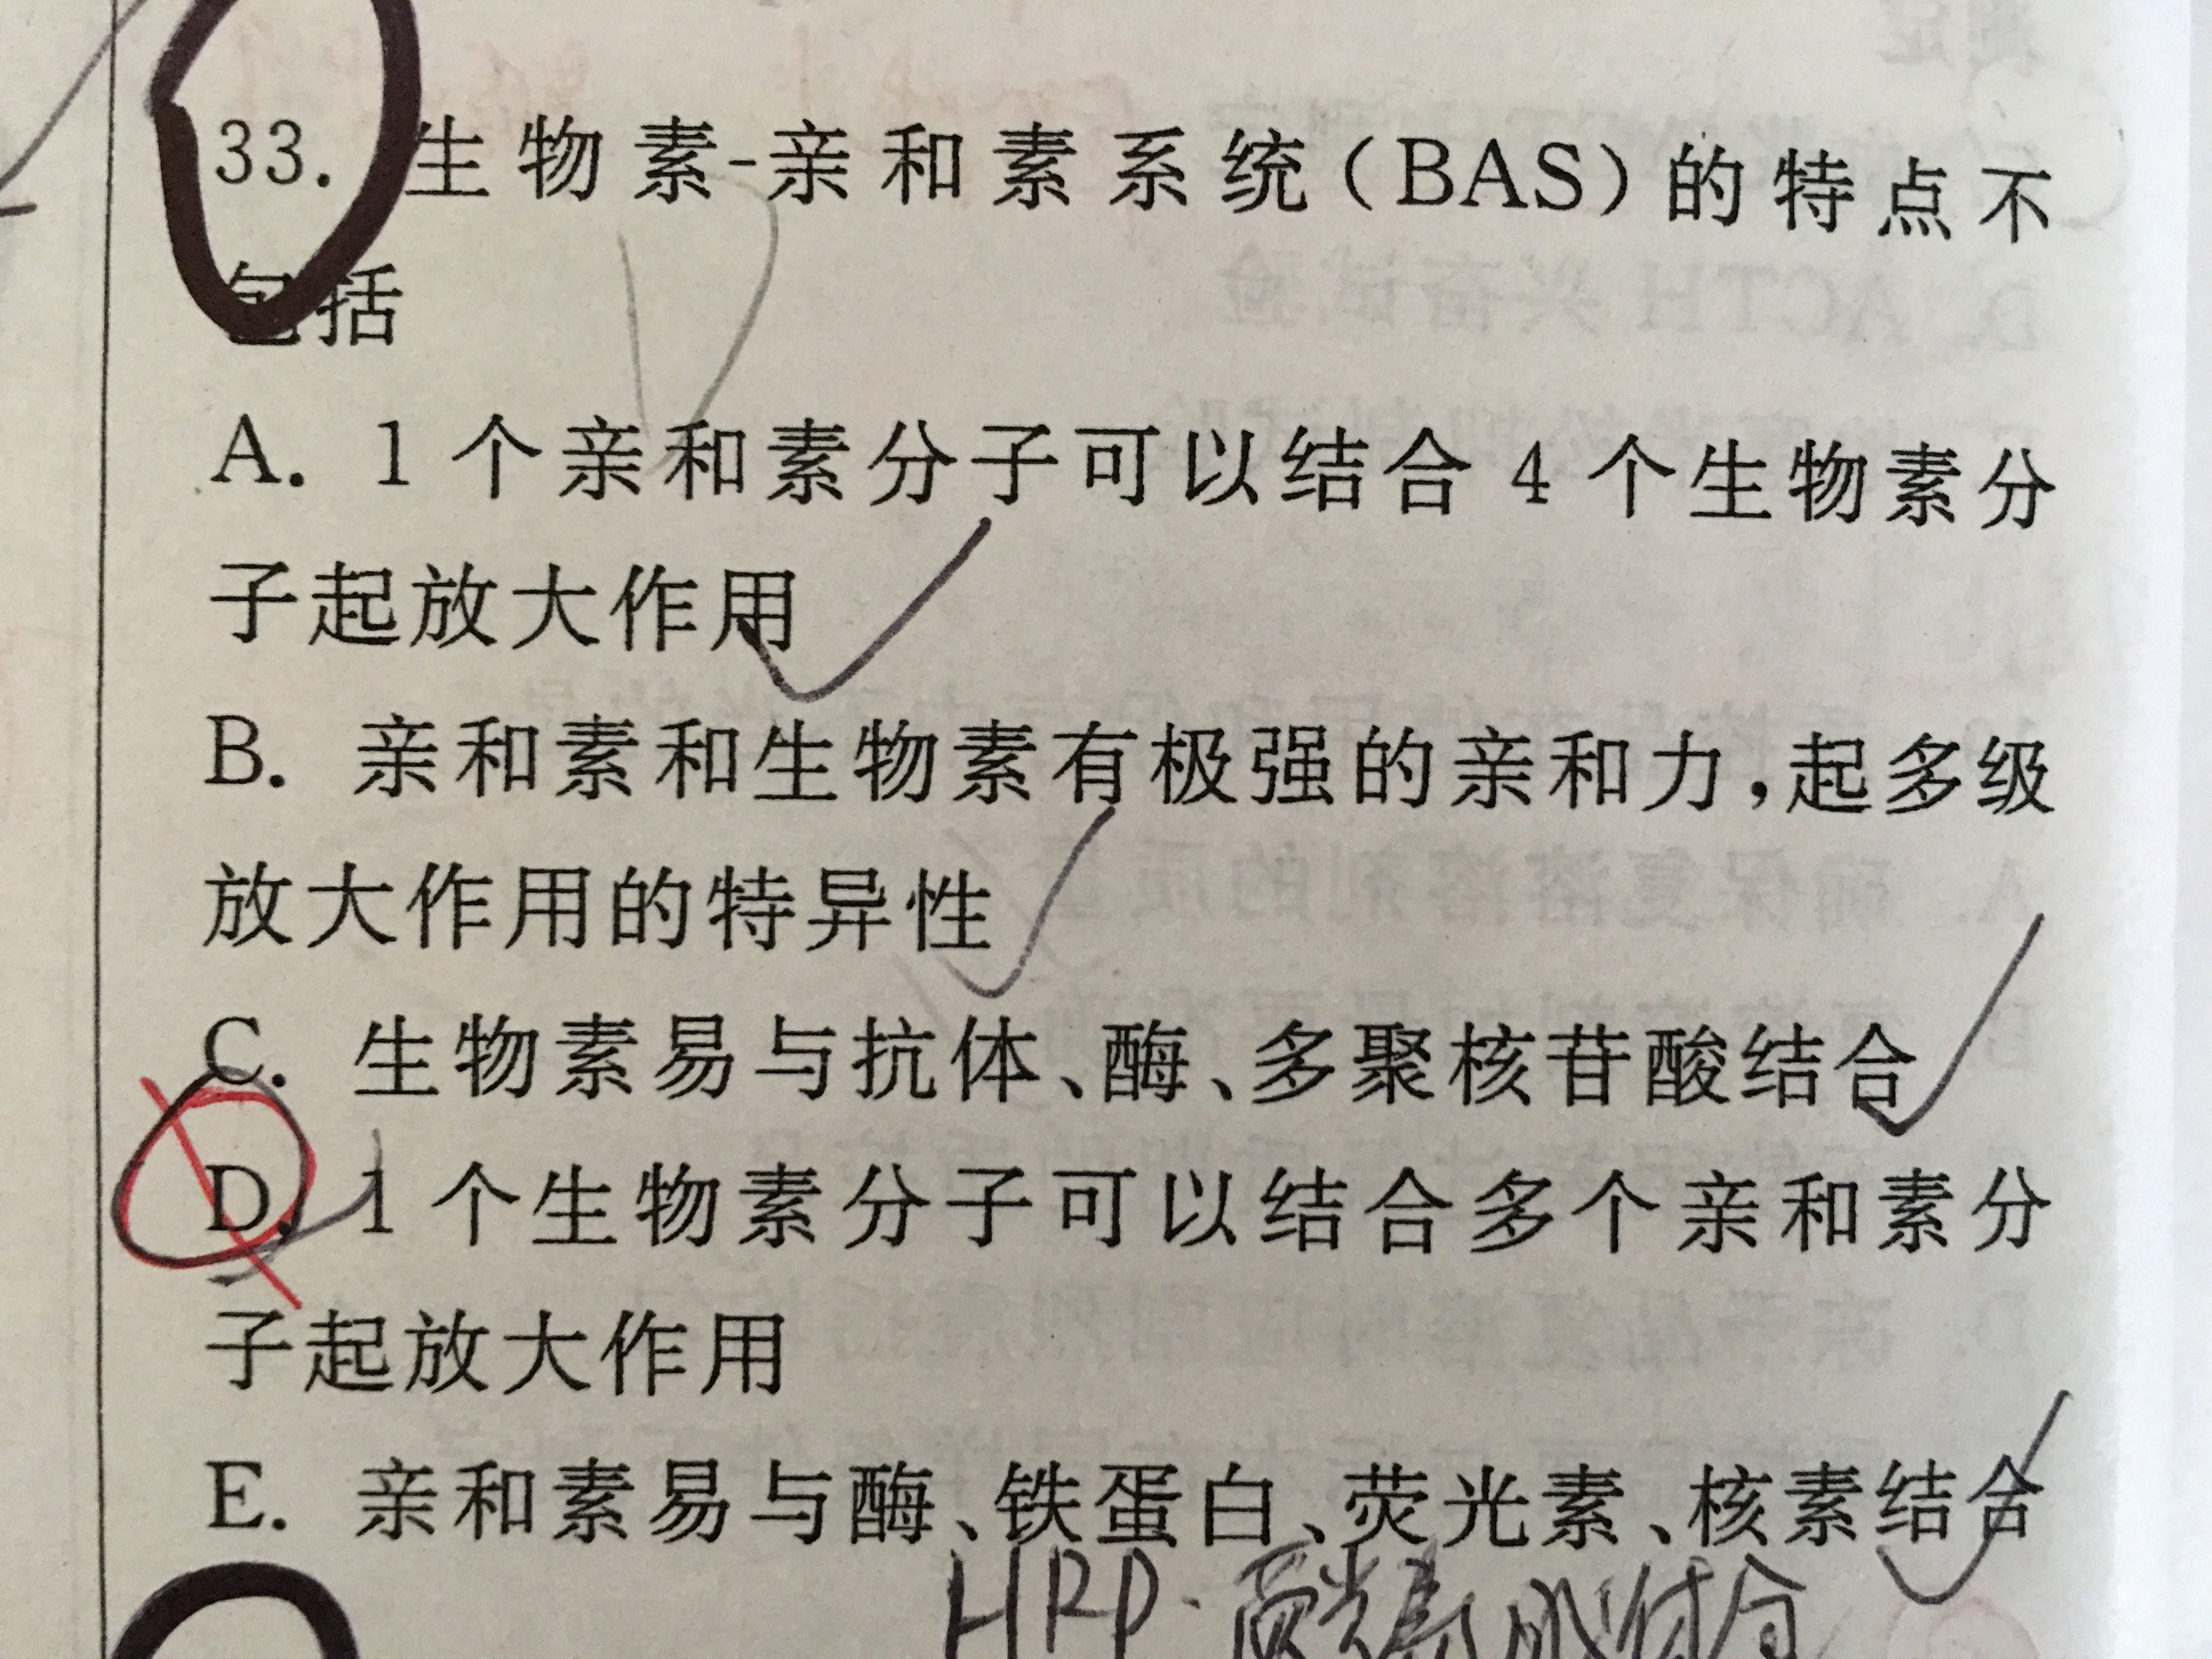 33. 生物素-亲和素系统(BAS)的特点不
包括
A. 1个亲和素分子可以结合4个生物素分
子起放大作用
B. 亲和素和生物素有极强的亲和力,起多级
放大作用的特异性
C. 生物素易与抗体、酶、多聚核苷酸结合
D. 1个生物素分子可以结合多个亲和素分
子起放大作用
E. 亲和素易与酶、铁蛋白、荧光素、核素结合
HRP.